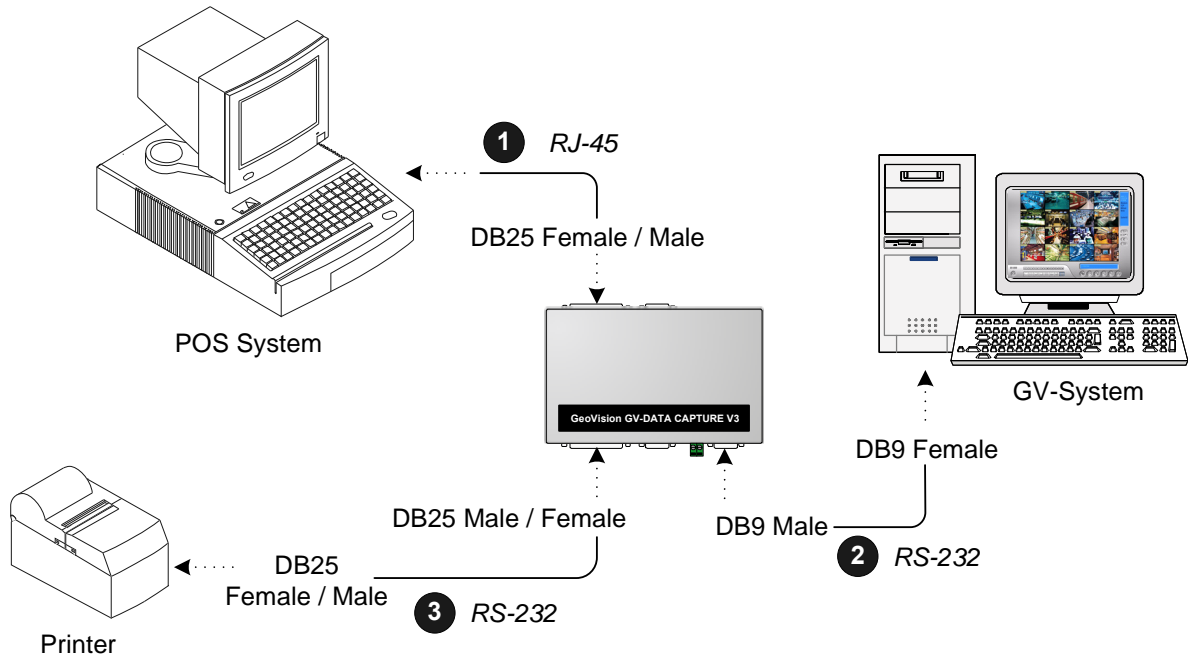 1 RJ-45
DB25 Female / Male
POS System
GeoVision GV-DATA CAPTURE V3
GV-System
DB9 Female
DB25 Male / Female
DB9 Male
2 RS-232
DB25
Female / Male
3 RS-232
Printer